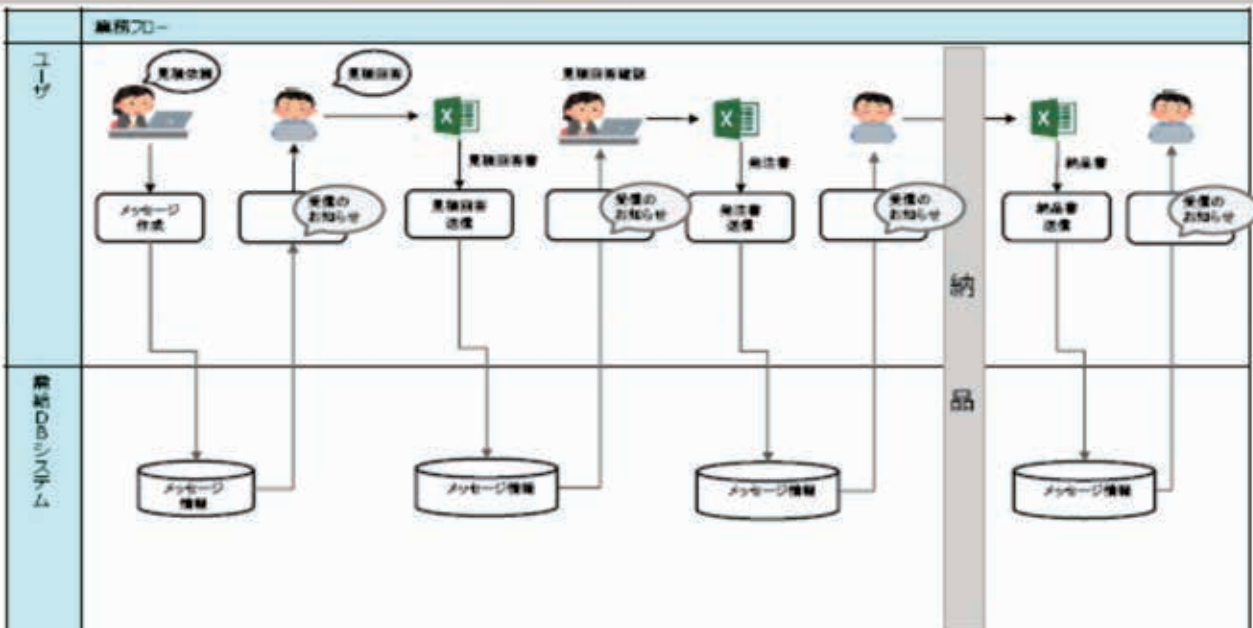 業務フロー
ユーザ
見積依頼
見積回答
見積回答確認
見積回答書
発注書
納品書
メッセージ
作成
受信の
お知らせ
見積回答
送信
受信の
お知らせ
発注書
送信
受信の
お知らせ
納品書
送信
受信の
お知らせ
納
品
需給DBシステム
メッセージ
情報
メッセージ情報
メッセージ情報
メッセージ情報